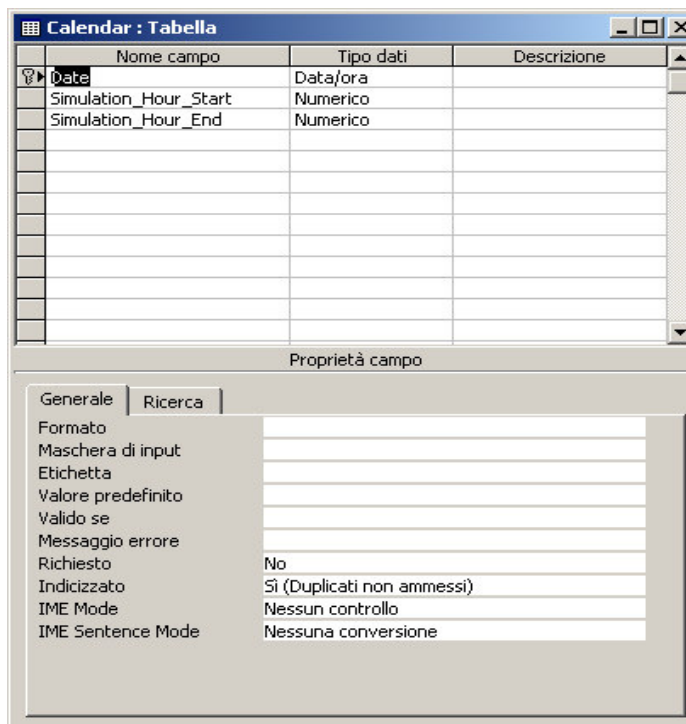 Calendar : Tabella
Nome campo Tipo dati Descrizione
Date Data/ora
Simulation_Hour_Start Numerico
Simulation_Hour_End Numerico
Proprietà campo
Generale Ricerca
Formato
Maschera di input
Etichetta
Valore predefinito
Valido se
Messaggio errore
Richiesto No
Indicizzato Sì (Duplicati non ammessi)
IME Mode Nessun controllo
IME Sentence Mode Nessuna conversione